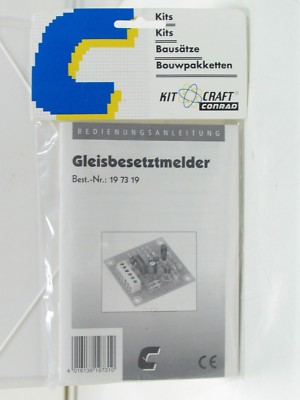 Kits
Kits
Bausätze
Bouwpakketten
KIT CRAFT
CONRAD
BEDIENUNGSANLEITUNG
Gleisbesetztmelder
Best.-Nr.: 19 73 19
CE